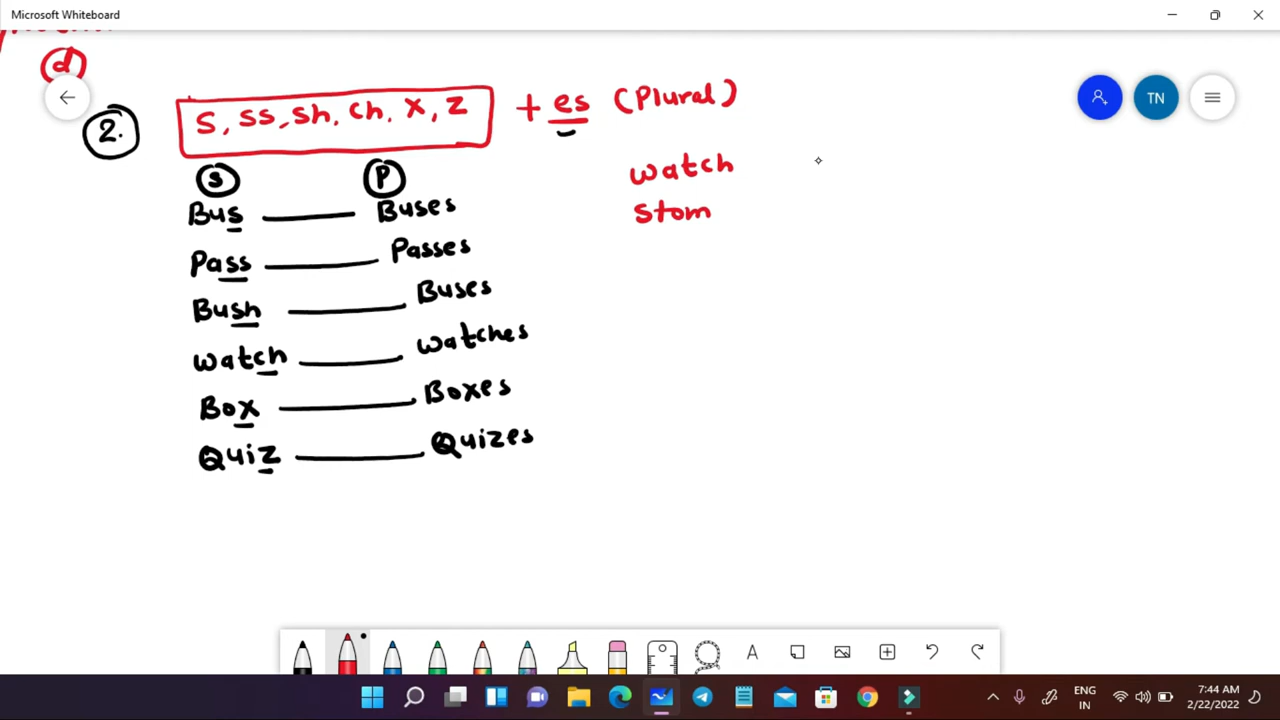 Microsoft Whiteboard
d
2.
S, ss, sh, ch, x, z + es (Plural)
S P
Bus Buses
Pass Passes
Bush Buses
watch watches
Box Boxes
Quiz Quizes
watch
stom
TN
A
ENG
IN
7:44 AM
2/22/2022